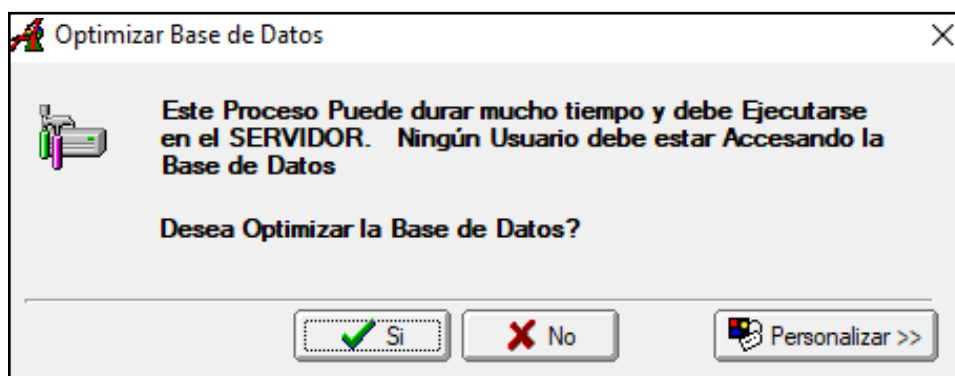 Optimizar Base de Datos
Este Proceso Puede durar mucho tiempo y debe Ejecutarse
en el SERVIDOR.   Ningún Usuario debe estar Accesando la
Base de Datos
Desea Optimizar la Base de Datos?
Si
No
Personalizar >>